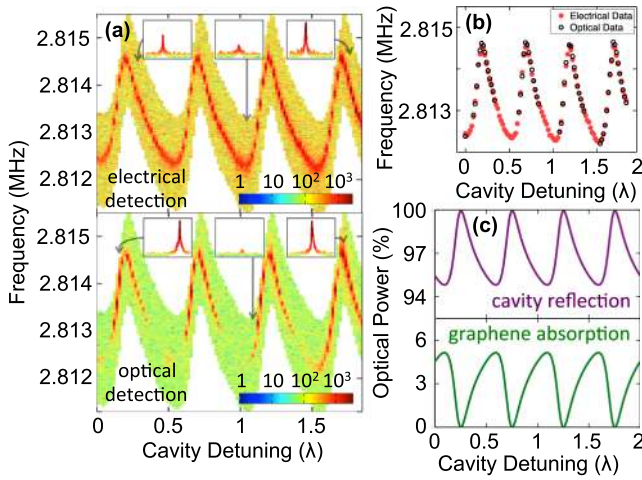 (a)
2.815
2.814
2.813
2.812
electrical
detection
1 10 10² 10³
2.815
2.814
2.813
2.812
optical
detection
1 10 10² 10³
Frequency (MHz)
0 0.5 1 1.5
Cavity Detuning (λ)
(b)
Electrical Data
Optical Data
2.815
2.813
Frequency (MHz)
0 0.5 1 1.5 2
Cavity Detuning (λ)
(c)
100
97
94
cavity reflection
graphene absorption
6
3
0
Optical Power (%)
0 0.5 1 1.5 2
Cavity Detuning (λ)